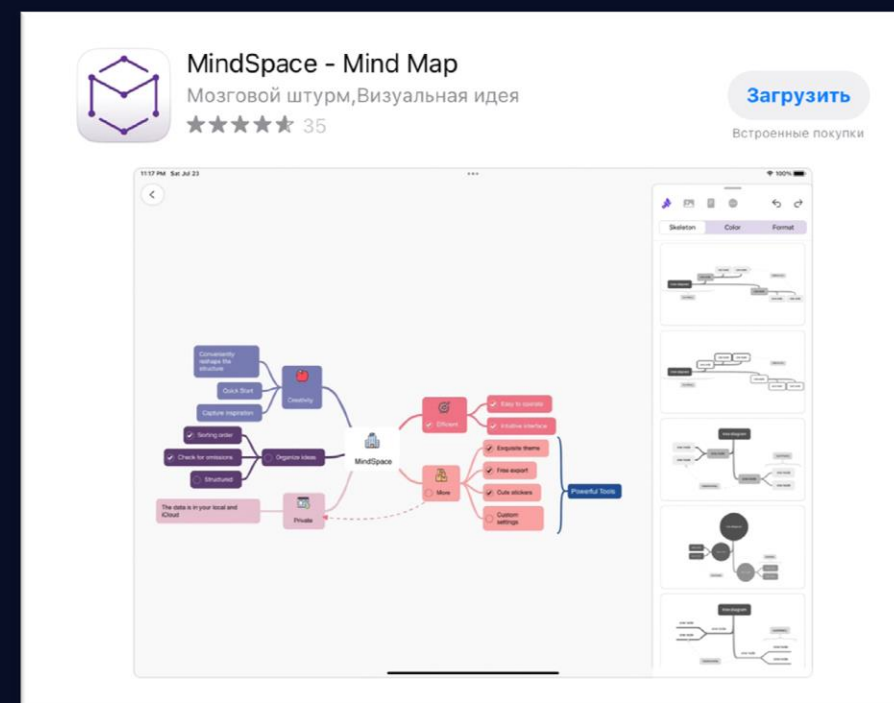 MindSpace - Mind Map
Мозговой штурм,Визуальная идея
35
Загрузить
Встроенные покупки
11:17 PM Sat Jul 23
100%
Skeleton Color Format
Conveniently
reshape the
structure
Quick Start
Capture inspiration
Creativity
Sorting order
Check for omissions
Structured
Organize ideas
The data is in your local and
iCloud
Private
MindSpace
Efficient
Easy to operate
Intuitive interface
More
Exquisite theme
Free export
Cute stickers
Custom
settings
Powerful Tools